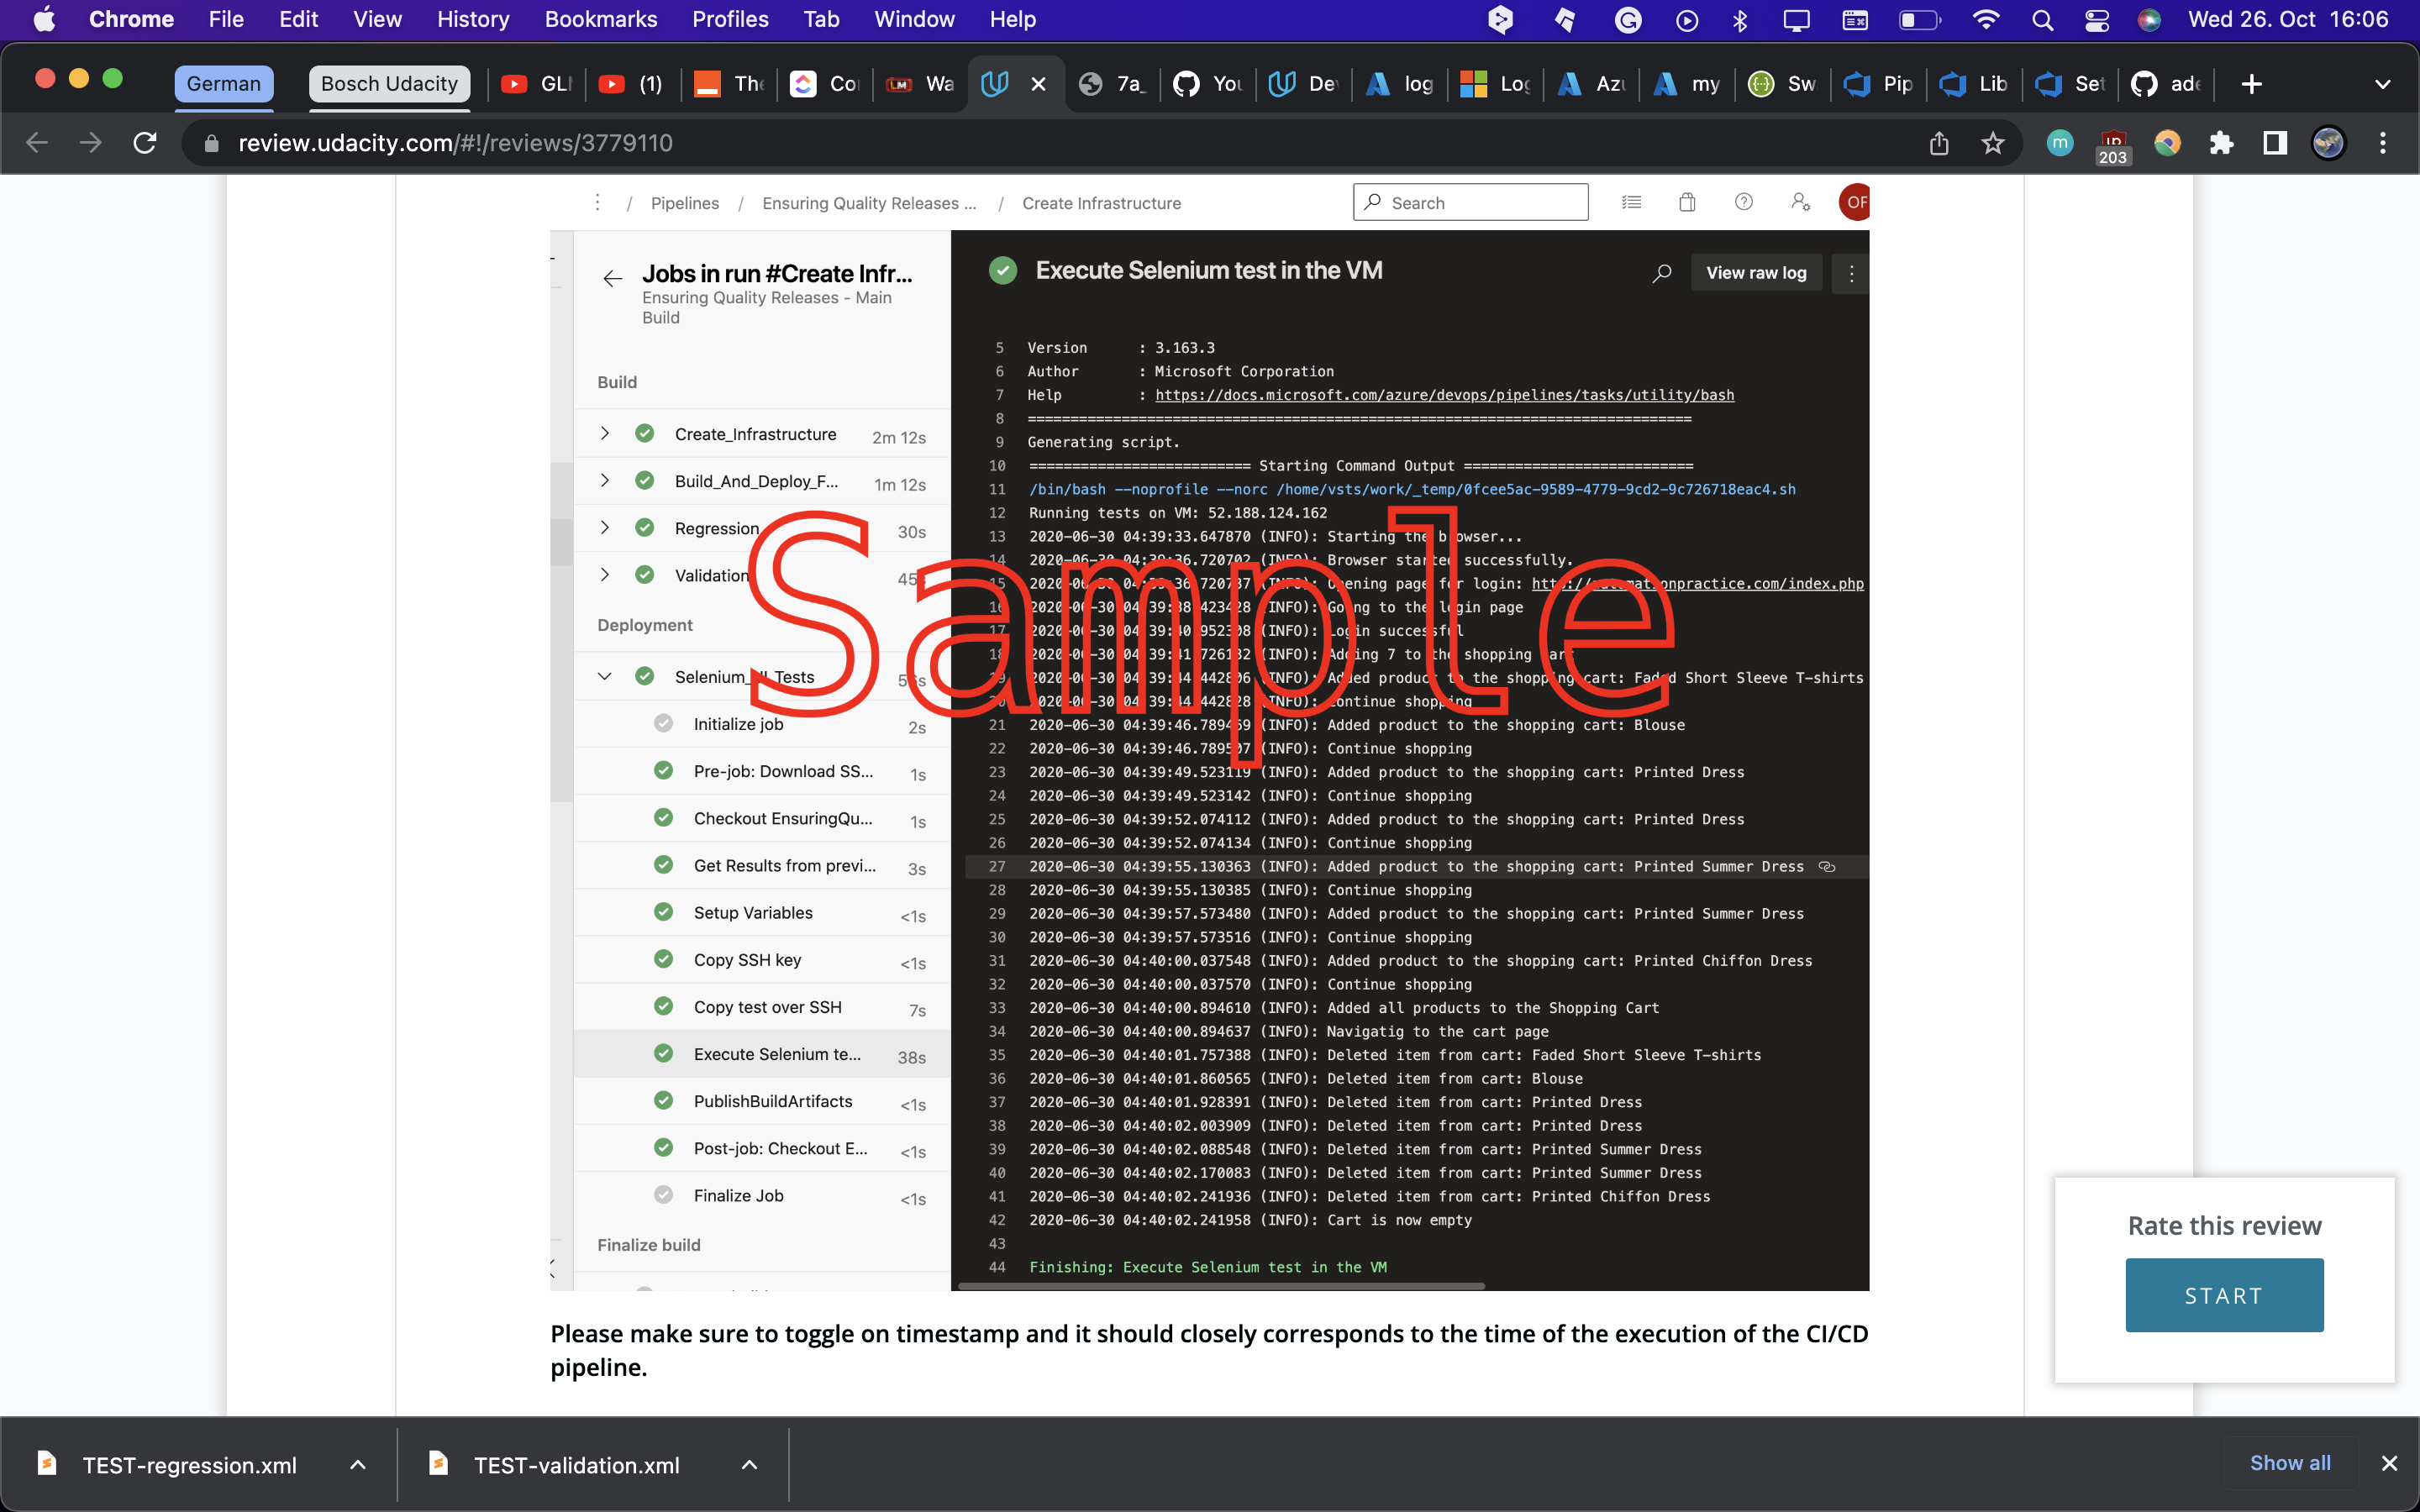 Chrome File Edit View History Bookmarks Profiles Tab Window Help Wed 26. Oct 16:06
German Bosch Udacity (1) Wa 7a_ You log Azu my Sw Pip Lib Set
review.udacity.com/#!/reviews/3779110
203
/ Pipelines / Ensuring Quality Releases ... / Create Infrastructure Search OF
Jobs in run #Create Infr...
Ensuring Quality Releases - Main
Build
Build
Create_Infrastructure 2m 12s
Build_And_Deploy_F... 1m 12s
Regression 30s
Validation 45s
Deployment
Selenium_UI_Tests
Initialize job 2s
Pre-job: Download SS... 1s
Checkout EnsuringQu... 1s
Get Results from previ... 3s
Setup Variables <1s
Copy SSH key <1s
Copy test over SSH 7s
Execute Selenium te... 38s
PublishBuildArtifacts <1s
Post-job: Checkout E... <1s
Finalize Job <1s
Finalize build
Execute Selenium test in the VM View raw log
5 Version : 3.163.3
6 Author : Microsoft Corporation
7 Help : https://docs.microsoft.com/azure/devops/pipelines/tasks/utility/bash
8 ==============================================================================
9 Generating script.
10 ========================== Starting Command Output ===========================
11 /bin/bash --noprofile --norc /home/vsts/work/_temp/0fcee5ac-9589-4779-9cd2-9c726718eac4.sh
12 Running tests on VM: 52.188.124.162
13 2020-06-30 04:39:33.647870 (INFO): Starting the browser...
14 2020-06-30 04:39:36.720702 (INFO): Browser started successfully.
15 2020-06-30 04:39:36.720737 (INFO): Opening page for login: http://automationpractice.com/index.php
16 2020-06-30 04:39:38.423428 (INFO): Going to the login page
17 2020-06-30 04:39:40.952308 (INFO): Login successful
18 2020-06-30 04:39:41.726132 (INFO): Adding 7 to the shopping cart
19 2020-06-30 04:39:44.442806 (INFO): Added product to the shopping cart: Faded Short Sleeve T-shirts
20 2020-06-30 04:39:44.442828 (INFO): Continue shopping
21 2020-06-30 04:39:46.789469 (INFO): Added product to the shopping cart: Blouse
22 2020-06-30 04:39:46.789507 (INFO): Continue shopping
23 2020-06-30 04:39:49.523119 (INFO): Added product to the shopping cart: Printed Dress
24 2020-06-30 04:39:49.523142 (INFO): Continue shopping
25 2020-06-30 04:39:52.074112 (INFO): Added product to the shopping cart: Printed Dress
26 2020-06-30 04:39:52.074134 (INFO): Continue shopping
27 2020-06-30 04:39:55.130363 (INFO): Added product to the shopping cart: Printed Summer Dress
28 2020-06-30 04:39:55.130385 (INFO): Continue shopping
29 2020-06-30 04:39:57.573480 (INFO): Added product to the shopping cart: Printed Summer Dress
30 2020-06-30 04:39:57.573516 (INFO): Continue shopping
31 2020-06-30 04:40:00.037548 (INFO): Added product to the shopping cart: Printed Chiffon Dress
32 2020-06-30 04:40:00.037570 (INFO): Continue shopping
33 2020-06-30 04:40:00.894610 (INFO): Added all products to the Shopping Cart
34 2020-06-30 04:40:00.894637 (INFO): Navigatig to the cart page
35 2020-06-30 04:40:01.757388 (INFO): Deleted item from cart: Faded Short Sleeve T-shirts
36 2020-06-30 04:40:01.860565 (INFO): Deleted item from cart: Blouse
37 2020-06-30 04:40:01.928391 (INFO): Deleted item from cart: Printed Dress
38 2020-06-30 04:40:02.003909 (INFO): Deleted item from cart: Printed Dress
39 2020-06-30 04:40:02.088548 (INFO): Deleted item from cart: Printed Summer Dress
40 2020-06-30 04:40:02.170083 (INFO): Deleted item from cart: Printed Summer Dress
41 2020-06-30 04:40:02.241936 (INFO): Deleted item from cart: Printed Chiffon Dress
42 2020-06-30 04:40:02.241958 (INFO): Cart is now empty
43
44 Finishing: Execute Selenium test in the VM
Sample
Please make sure to toggle on timestamp and it should closely corresponds to the time of the execution of the CI/CD
pipeline.
Rate this review
START
TEST-regression.xml TEST-validation.xml Show all